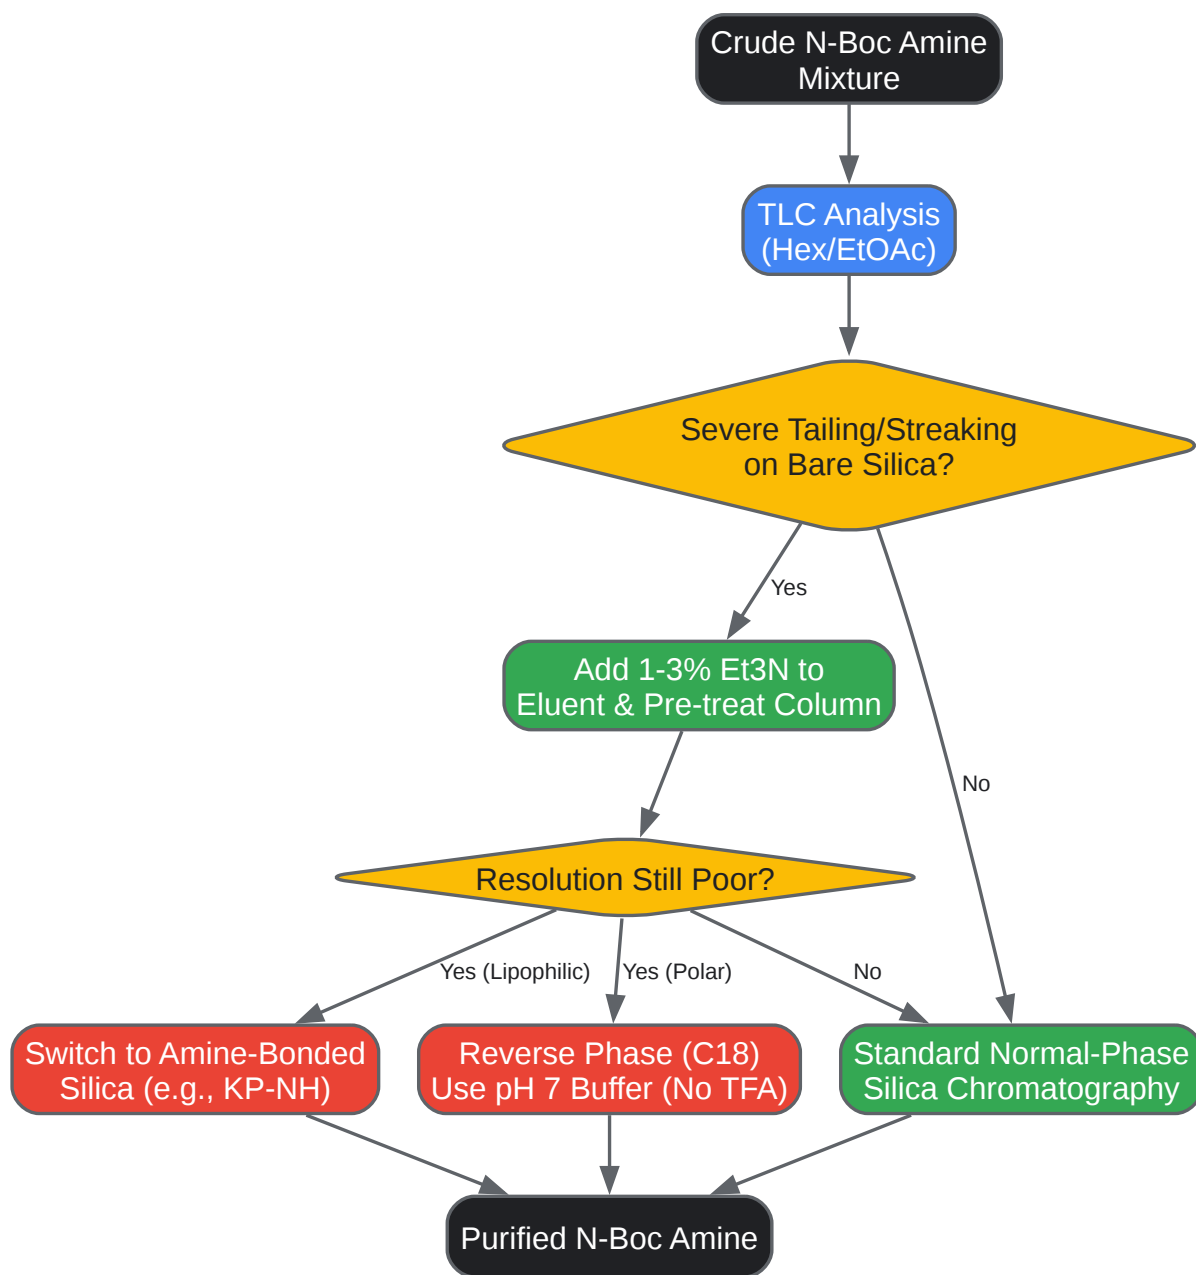 Crude N-Boc Amine
Mixture
TLC Analysis
(Hex/EtOAc)
Severe Tailing/Streaking
on Bare Silica?
Yes
Add 1-3% Et3N to
Eluent & Pre-treat Column
No
Resolution Still Poor?
Yes (Lipophilic)
Yes (Polar)
No
Switch to Amine-Bonded
Silica (e.g., KP-NH)
Reverse Phase (C18)
Use pH 7 Buffer (No TFA)
Standard Normal-Phase
Silica Chromatography
Purified N-Boc Amine